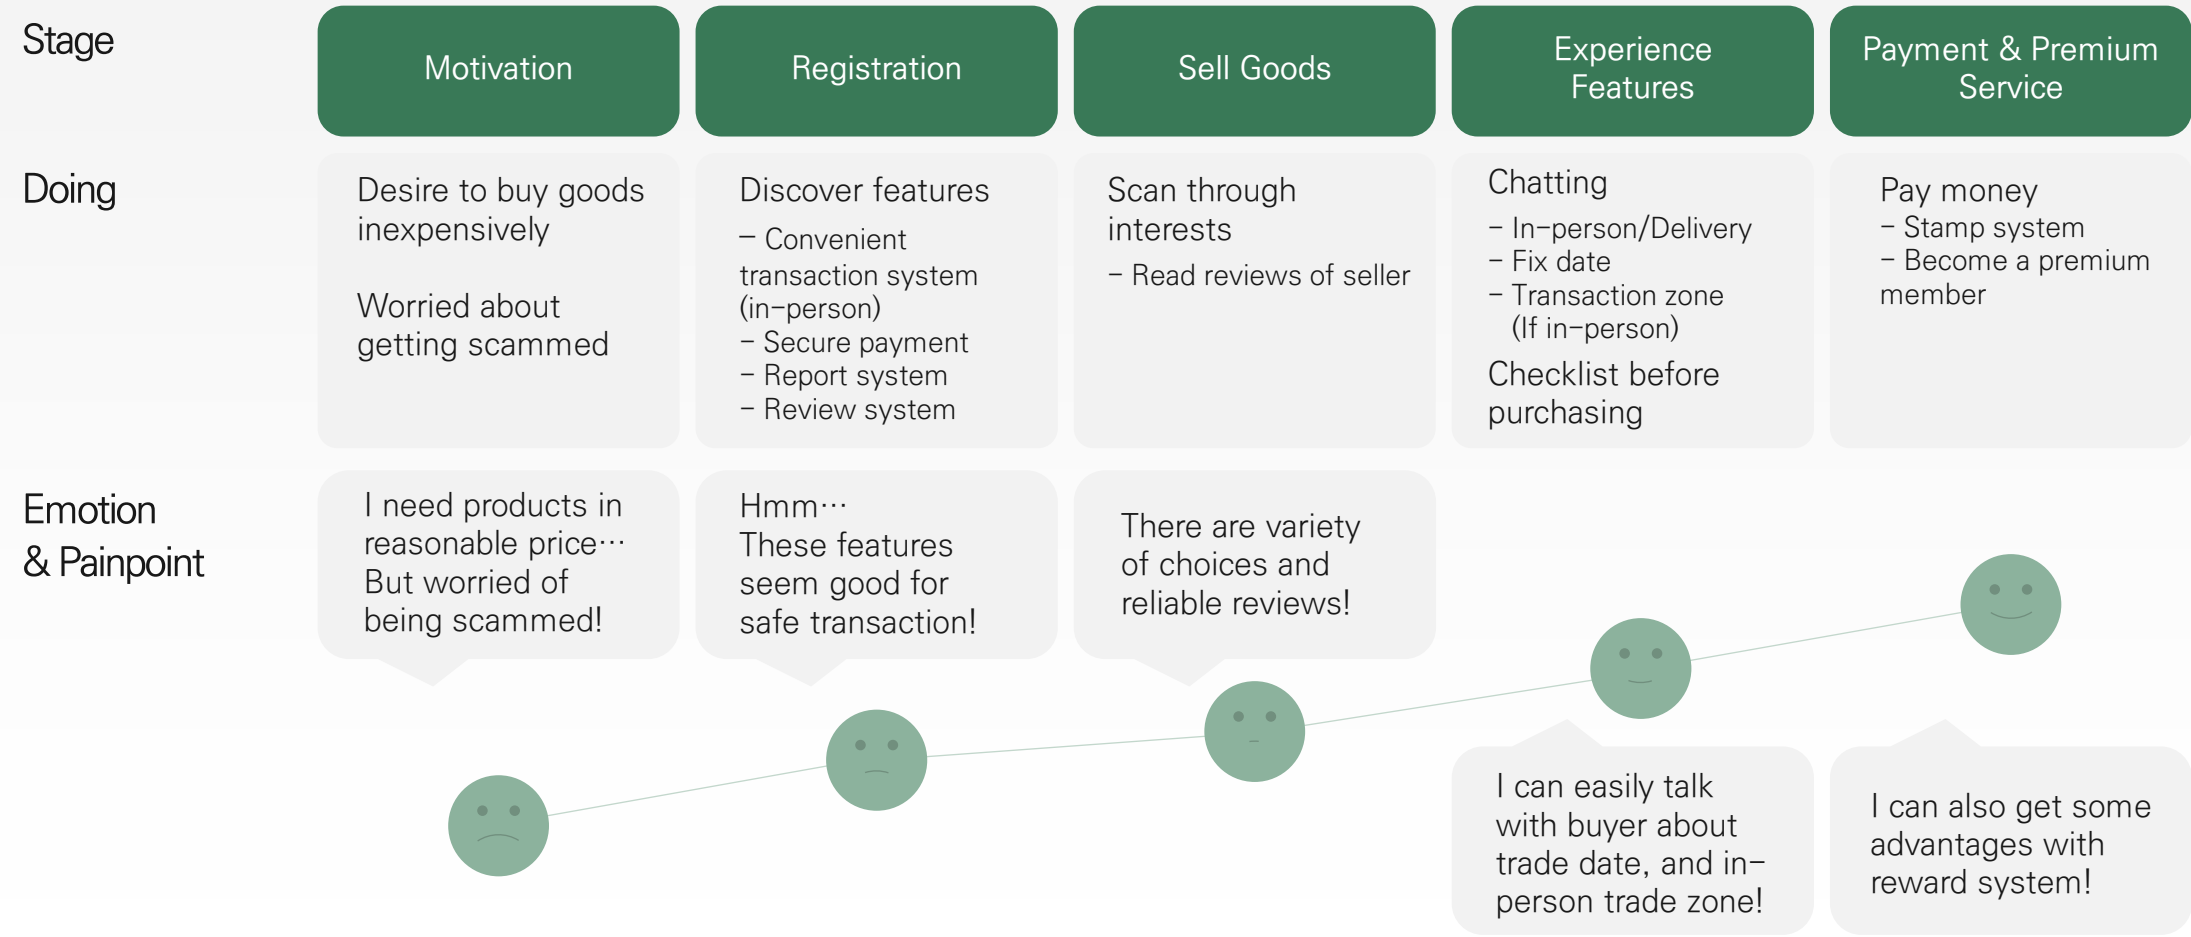 Stage
Motivation
Registration
Sell Goods
Experience
Features
Payment & Premium
Service
Doing
Desire to buy goods
inexpensively
Worried about
getting scammed
Discover features
– Convenient
transaction system
(in-person)
– Secure payment
– Report system
– Review system
Scan through
interests
– Read reviews of seller
Chatting
– In-person/Delivery
– Fix date
– Transaction zone
(If in-person)
Checklist before
purchasing
Pay money
– Stamp system
– Become a premium
member
Emotion
& Painpoint
I need products in
reasonable price…
But worried of
being scammed!
Hmm…
These features
seem good for
safe transaction!
There are variety
of choices and
reliable reviews!
I can easily talk
with buyer about
trade date, and in-
person trade zone!
I can also get some
advantages with
reward system!